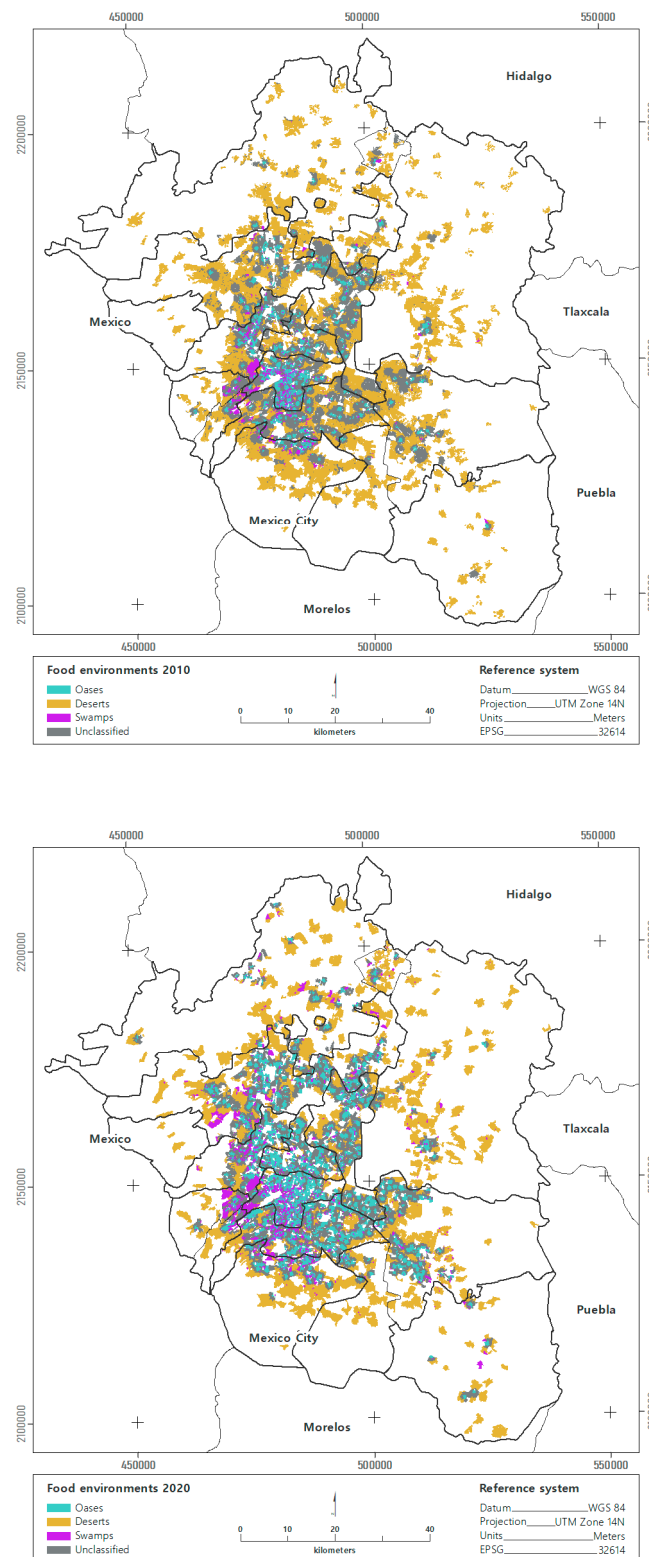 450000 500000 550000
Hidalgo
2200000
Tlaxcala
Mexico
2150000
Puebla
Mexico City
2100000
Morelos
450000 500000 550000
Food environments 2010
Oases
Deserts
Swamps
Unclassified
0 10 20 40
kilometers
Reference system
Datum WGS 84
Projection UTM Zone 14N
Units Meters
EPSG 32614
450000 500000 550000
Hidalgo
2200000
Mexico
Tlaxcala
2150000
Puebla
Mexico City
2100000
Morelos
450000 500000 550000
Food environments 2020
Oases
Deserts
Swamps
Unclassified
0 10 20 40
kilometers
Reference system
Datum WGS 84
Projection UTM Zone 14N
Units Meters
EPSG 32614